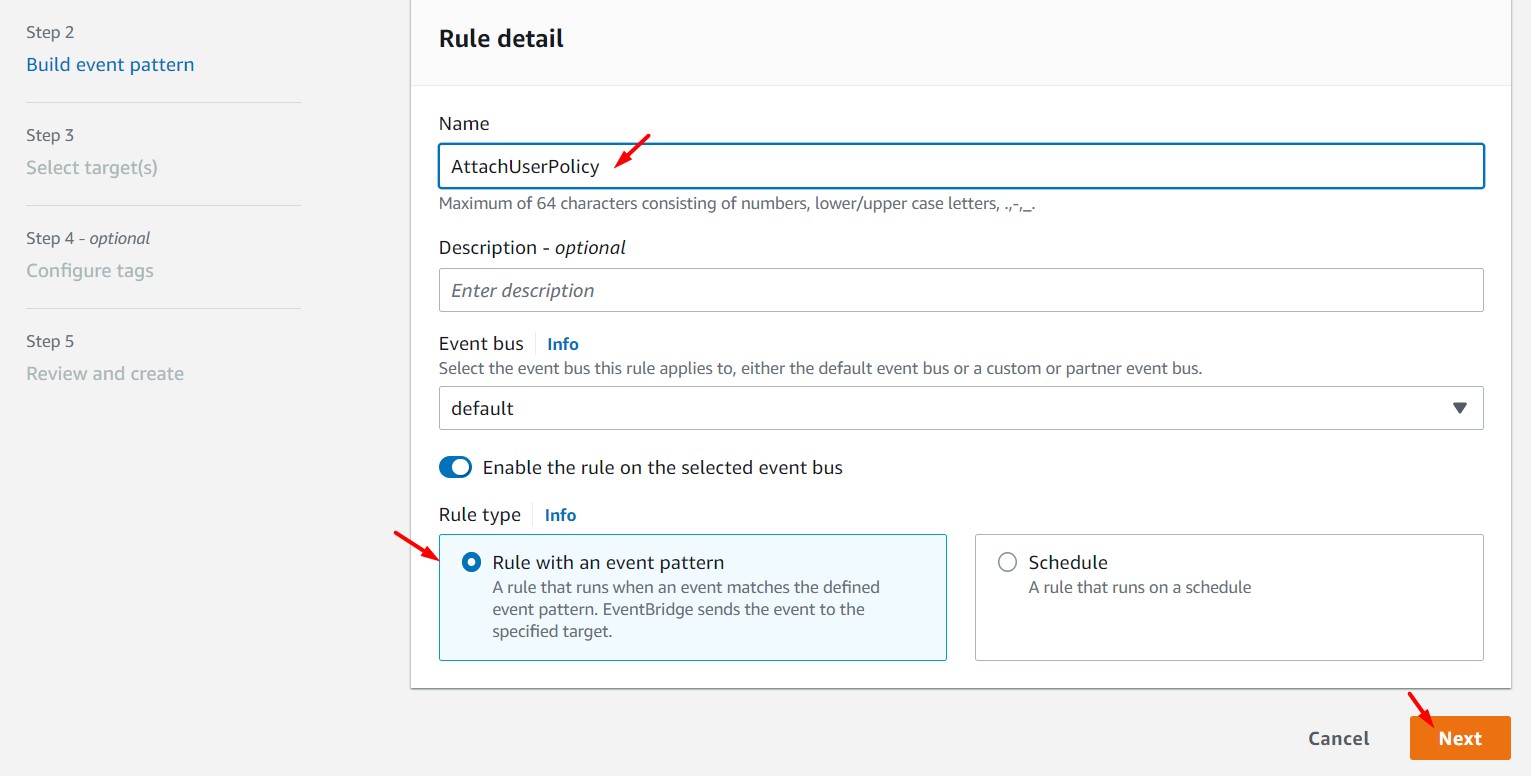 Step 2
Build event pattern
Step 3
Select target(s)
Step 4 - optional
Configure tags
Step 5
Review and create
Rule detail
Name
AttachUserPolicy
Maximum of 64 characters consisting of numbers, lower/upper case letters, .,-,_.
Description - optional
Enter description
Event bus Info
Select the event bus this rule applies to, either the default event bus or a custom or partner event bus.
default
Enable the rule on the selected event bus
Rule type Info
Rule with an event pattern
A rule that runs when an event matches the defined
event pattern. EventBridge sends the event to the
specified target.
Schedule
A rule that runs on a schedule
Cancel
Next